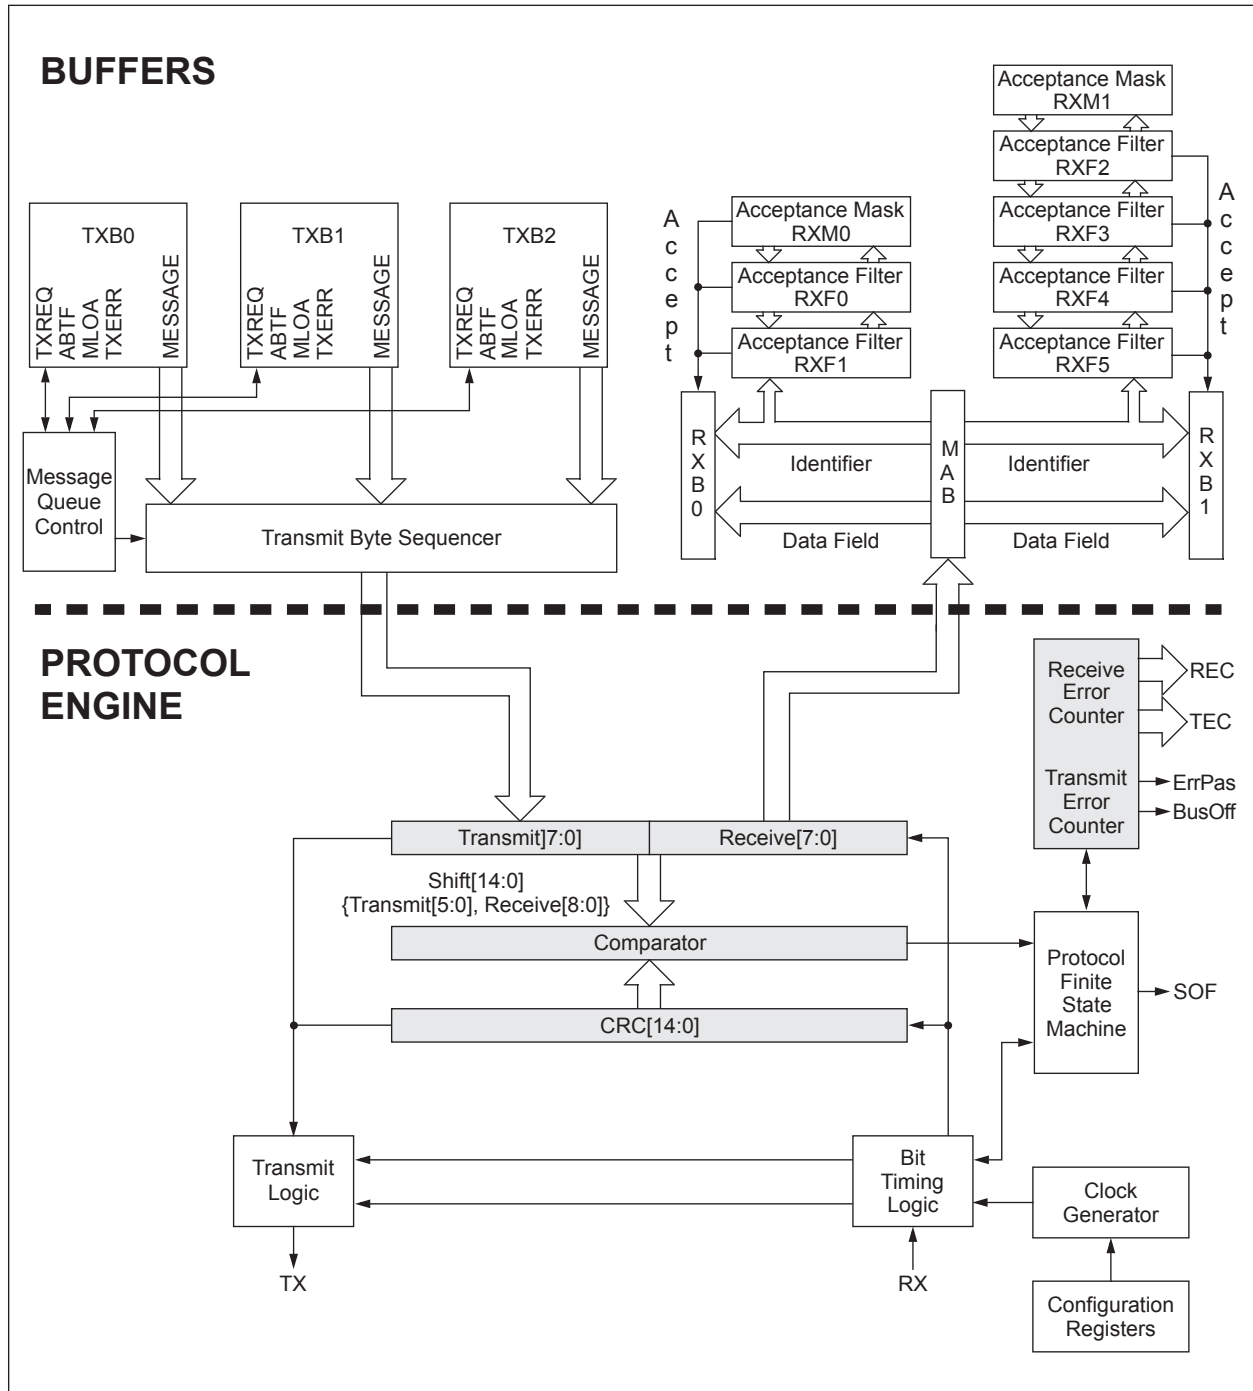 BUFFERS
Acceptance Mask
RXM1
Acceptance Filter
RXF2
Acceptance Filter
RXF3
Acceptance Filter
RXF4
Acceptance Filter
RXF5
Accept
Acceptance Mask
RXM0
Acceptance Filter
RXF0
Acceptance Filter
RXF1
Accept
TXB0
TXREQ
ABTF
MLOA
TXERR
MESSAGE
TXB1
TXREQ
ABTF
MLOA
TXERR
MESSAGE
TXB2
TXREQ
ABTF
MLOA
TXERR
MESSAGE
Message
Queue
Control
Transmit Byte Sequencer
RXB0
Identifier
Data Field
MAB
Identifier
Data Field
RXB1
PROTOCOL
ENGINE
Receive
Error
Counter
Transmit
Error
Counter
REC
TEC
ErrPas
BusOff
Transmit]7:0]
Receive[7:0]
Shift[14:0]
{Transmit[5:0], Receive[8:0]}
Comparator
CRC[14:0]
Protocol
Finite
State
Machine
SOF
Transmit
Logic
Bit
Timing
Logic
Clock
Generator
TX
RX
Configuration
Registers